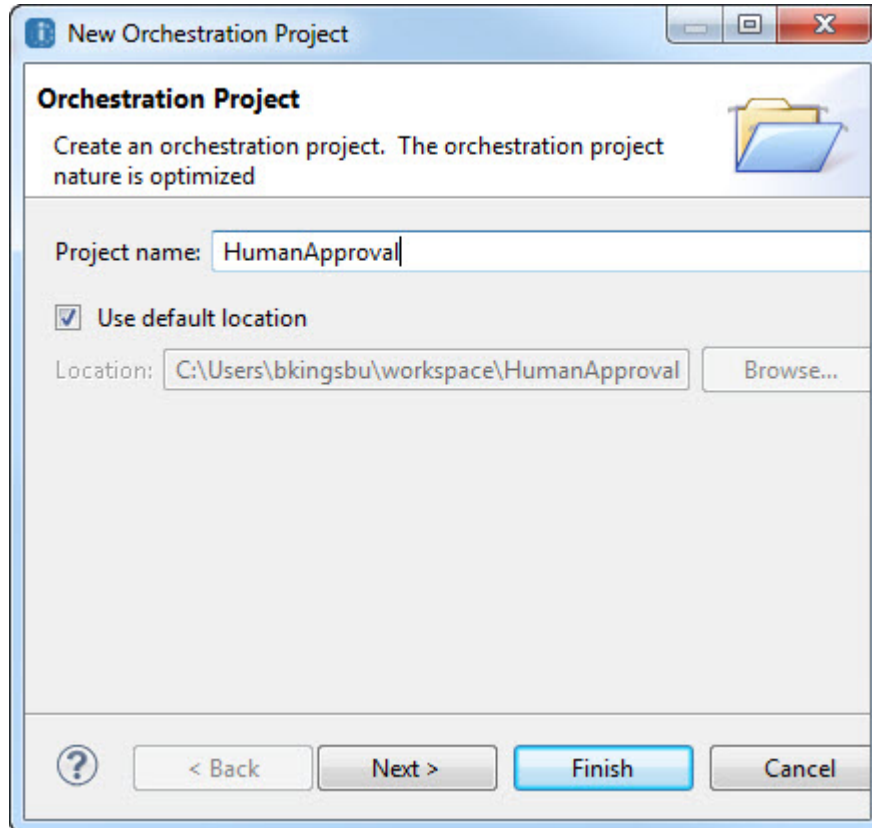 New Orchestration Project
Orchestration Project
Create an orchestration project. The orchestration project
nature is optimized
Project name: HumanApproval
Use default location
Location: C:\Users\bkingsbu\workspace\HumanApproval Browse...
? < Back Next > Finish Cancel